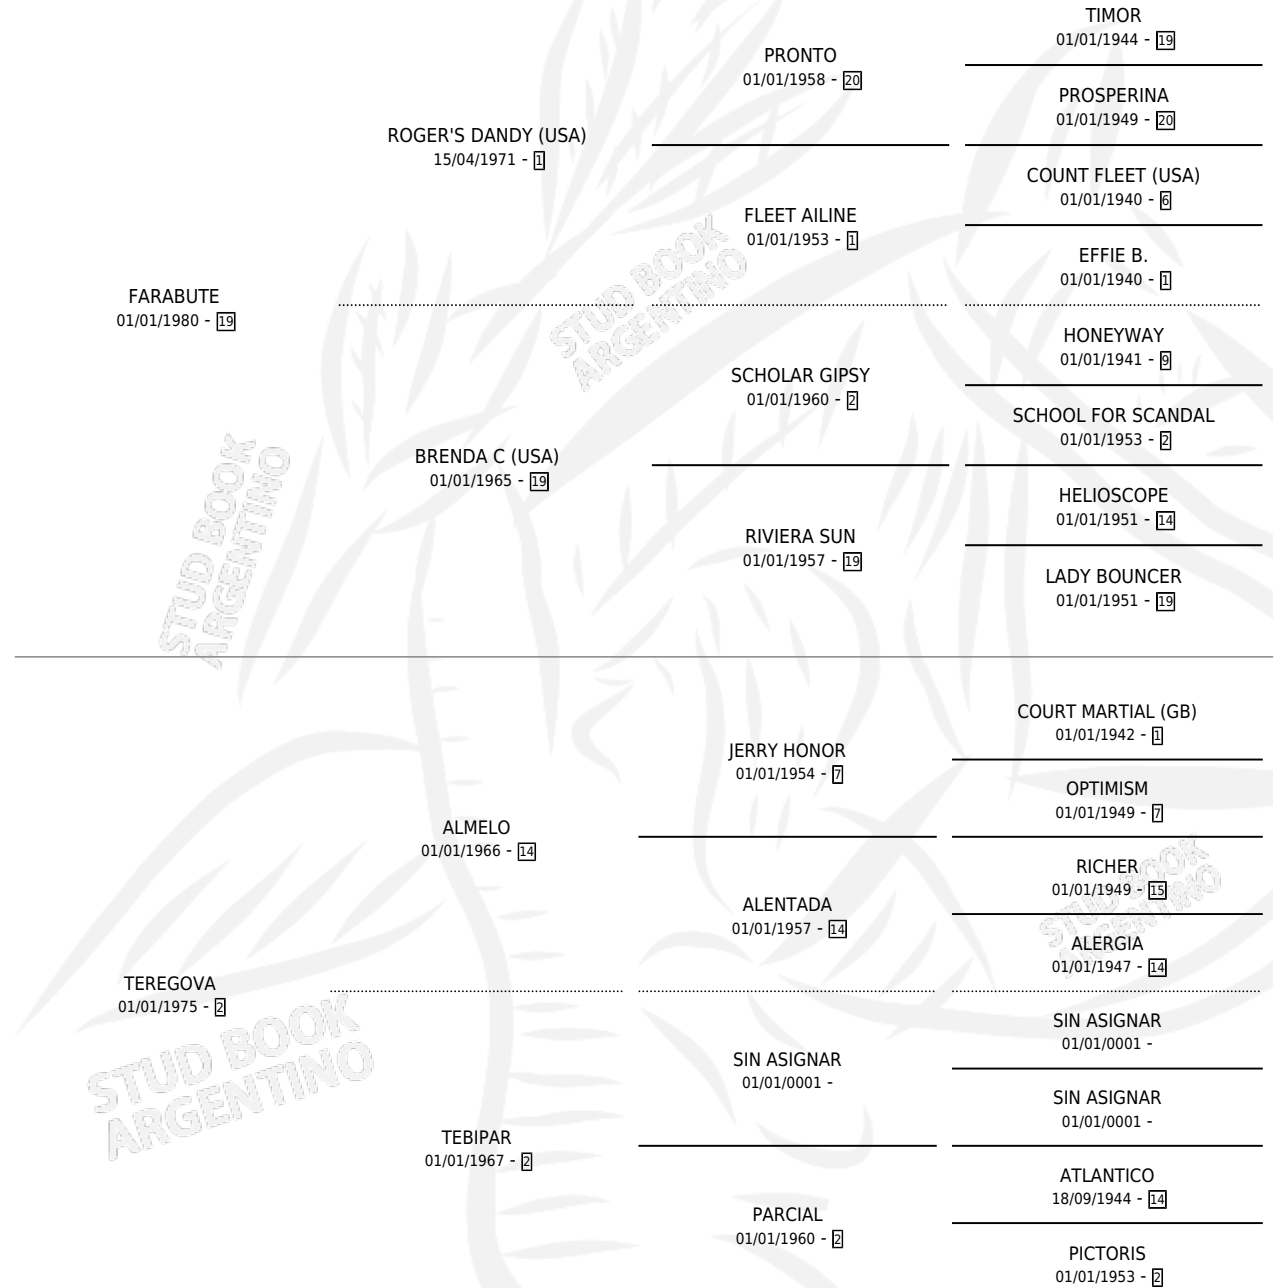 TIMOR
01/01/1944 - 19
PRONTO
01/01/1958 - 20
PROSPERINA
01/01/1949 - 20
ROGER'S DANDY (USA)
15/04/1971 - 1
COUNT FLEET (USA)
01/01/1940 - 6
FLEET AILINE
01/01/1953 - 1
EFFIE B.
01/01/1940 - 1
FARABUTE
01/01/1980 - 19
HONEYWAY
01/01/1941 - 9
SCHOLAR GIPSY
01/01/1960 - 2
SCHOOL FOR SCANDAL
01/01/1953 - 2
BRENDA C (USA)
01/01/1965 - 19
HELIOSCOPE
01/01/1951 - 14
RIVIERA SUN
01/01/1957 - 19
LADY BOUNCER
01/01/1951 - 19
COURT MARTIAL (GB)
01/01/1942 - 1
JERRY HONOR
01/01/1954 - 7
OPTIMISM
01/01/1949 - 7
ALMELO
01/01/1966 - 14
RICHER
01/01/1949 - 15
ALENTADA
01/01/1957 - 14
ALERGIA
01/01/1947 - 14
TEREGOVA
01/01/1975 - 2
SIN ASIGNAR
01/01/0001 -
SIN ASIGNAR
01/01/0001 -
SIN ASIGNAR
01/01/0001 -
TEBIPAR
01/01/1967 - 2
ATLANTICO
18/09/1944 - 14
PARCIAL
01/01/1960 - 2
PICTORIS
01/01/1953 - 2
STUD BOOK
ARGENTINO
STUD BOOK
ARGENTINO
STUD BOOK
ARGENTINO
STUD BOOK
ARGENTINO